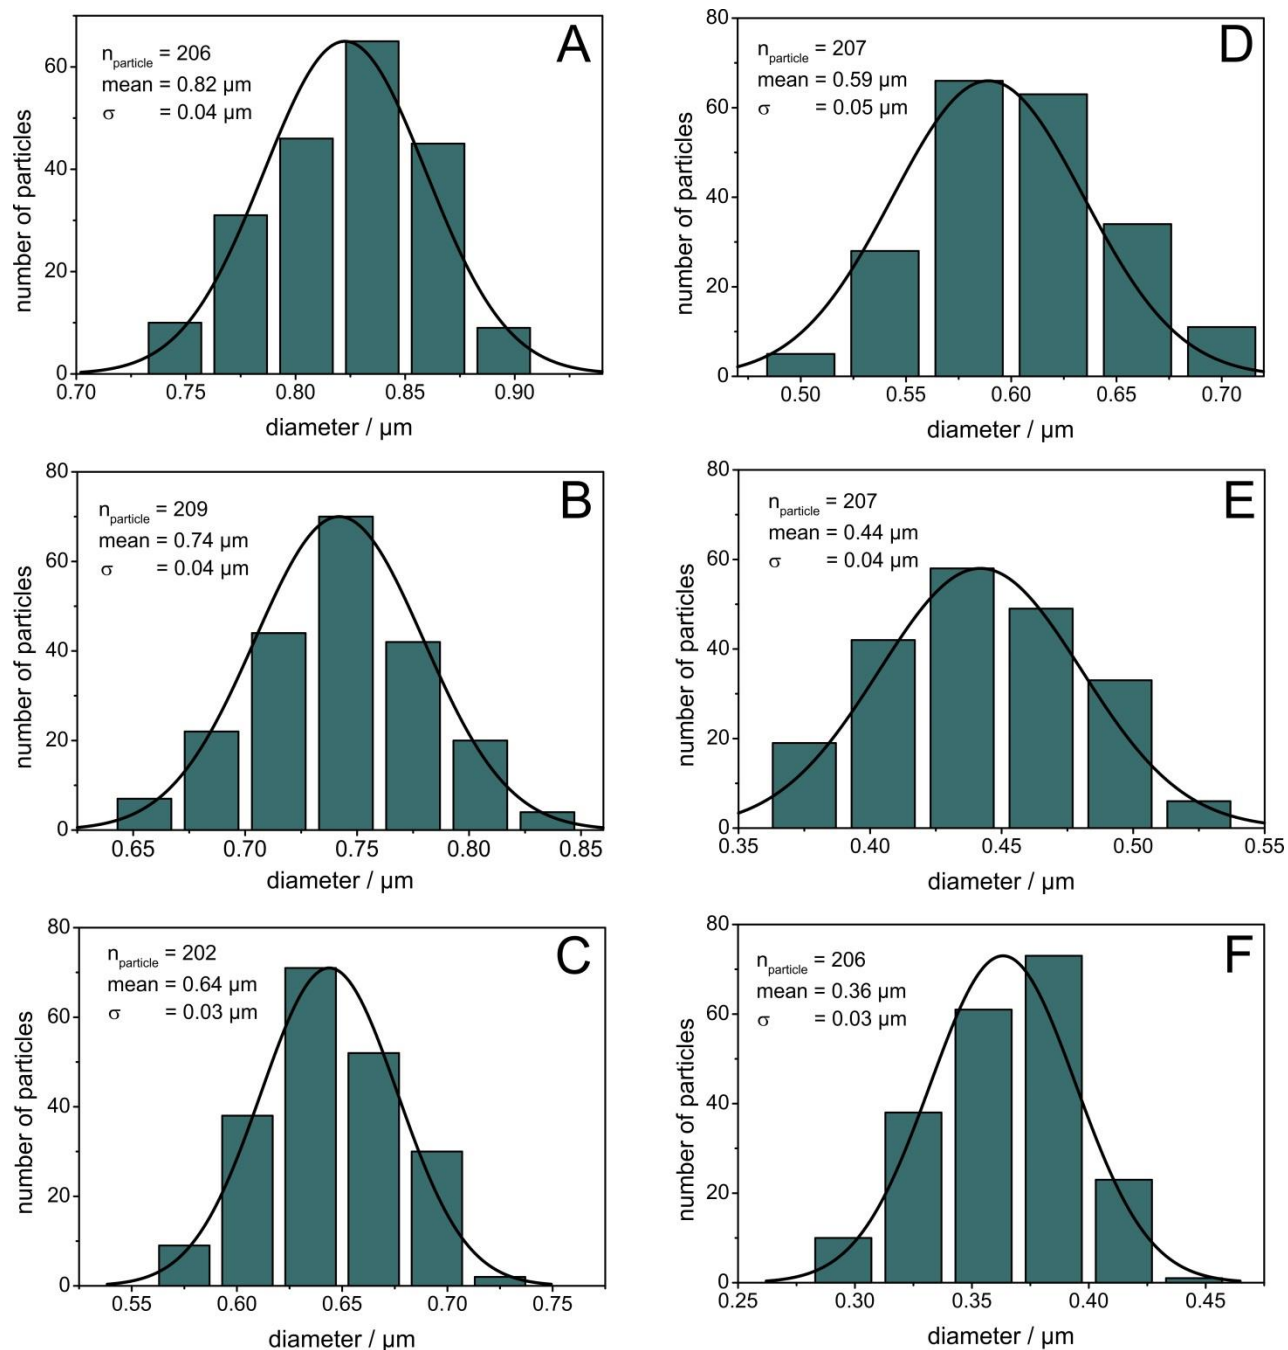 A
n_particle = 206
mean = 0.82 µm
σ = 0.04 µm
number of particles
60
40
20
0
0.70 0.75 0.80 0.85 0.90
diameter / µm
D
n_particle = 207
mean = 0.59 µm
σ = 0.05 µm
number of particles
80
60
40
20
0
0.50 0.55 0.60 0.65 0.70
diameter / µm
B
n_particle = 209
mean = 0.74 µm
σ = 0.04 µm
number of particles
80
60
40
20
0
0.65 0.70 0.75 0.80 0.85
diameter / µm
E
n_particle = 207
mean = 0.44 µm
σ = 0.04 µm
number of particles
80
60
40
20
0
0.35 0.40 0.45 0.50 0.55
diameter / µm
C
n_particle = 202
mean = 0.64 µm
σ = 0.03 µm
number of particles
80
60
40
20
0
0.55 0.60 0.65 0.70 0.75
diameter / µm
F
n_particle = 206
mean = 0.36 µm
σ = 0.03 µm
number of particles
80
60
40
20
0
0.25 0.30 0.35 0.40 0.45
diameter / µm